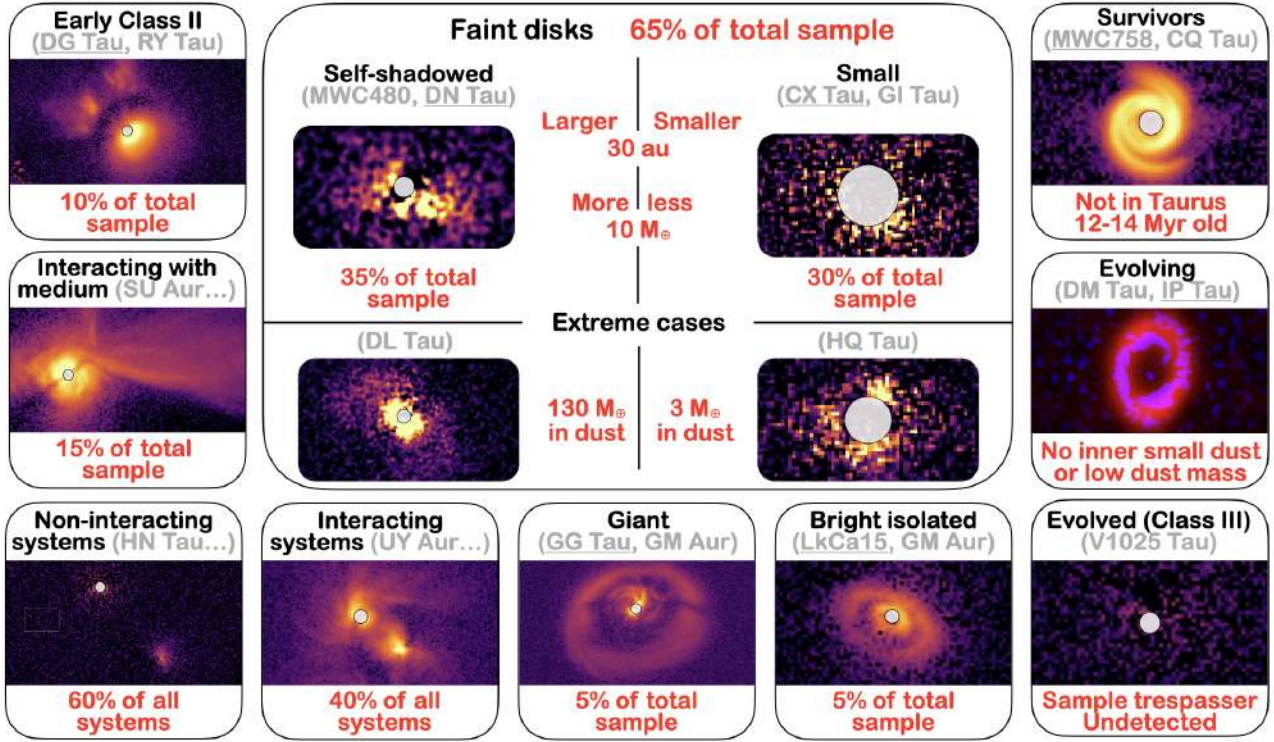 Early Class II
(DG Tau, RY Tau)
10% of total
sample
Faint disks 65% of total sample
Self-shadowed
(MWC480, DN Tau)
35% of total
sample
Larger Smaller
30 au
More less
10 M⊕
Small
(CX Tau, GI Tau)
30% of total
sample
Extreme cases
(DL Tau)
130 M⊕ 3 M⊕
in dust in dust
(HQ Tau)
Survivors
(MWC758, CQ Tau)
Not in Taurus
12-14 Myr old
Interacting with
medium (SU Aur...)
15% of total
sample
Evolving
(DM Tau, IP Tau)
No inner small dust
or low dust mass
Non-interacting
systems (HN Tau...)
60% of all
systems
Interacting
systems (UY Aur...)
40% of all
systems
Giant
(GG Tau, GM Aur)
5% of total
sample
Bright isolated
(LkCa15, GM Aur)
5% of total
sample
Evolved (Class III)
(V1025 Tau)
Sample trespasser
Undetected